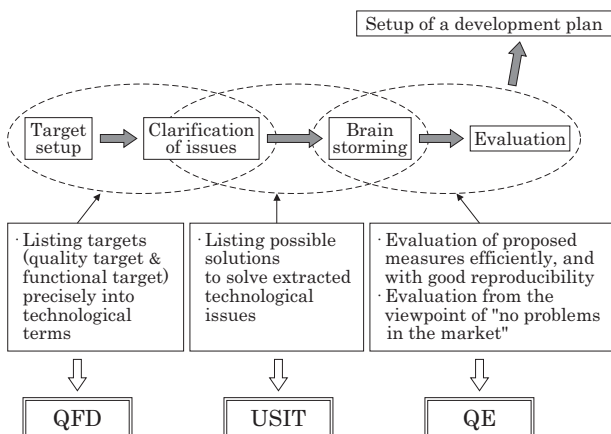 Setup of a development plan
Target
setup
Clarification
of issues
Brain
storming
Evaluation
· Listing targets
(quality target &
functional target)
precisely into
technological
terms
· Listing possible
solutions
to solve extracted
technological
issues
· Evaluation of proposed
measures efficiently, and
with good reproducibility
· Evaluation from the
viewpoint of "no problems
in the market"
QFD
USIT
QE